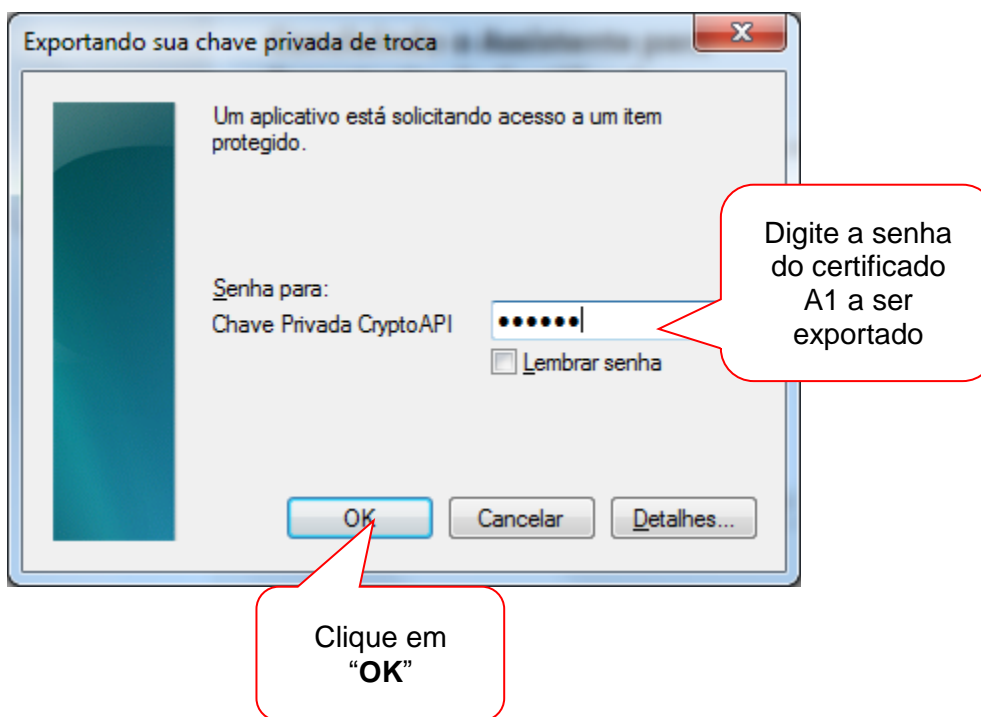 Exportando sua chave privada de troca
Um aplicativo está solicitando acesso a um item
protegido.
Digite a senha
do certificado
A1 a ser
exportado
Senha para:
Chave Privada CryptoAPI
••••••
Lembrar senha
OK
Cancelar
Detalhes...
Clique em
“OK”